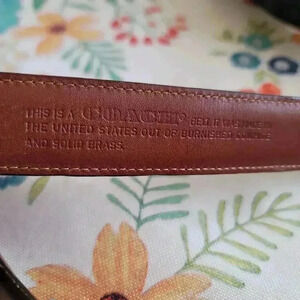 THIS IS A COACH® BELT. IT WAS MADE IN
THE UNITED STATES OUT OF BURNISHED COWHIDE
AND SOLID BRASS.